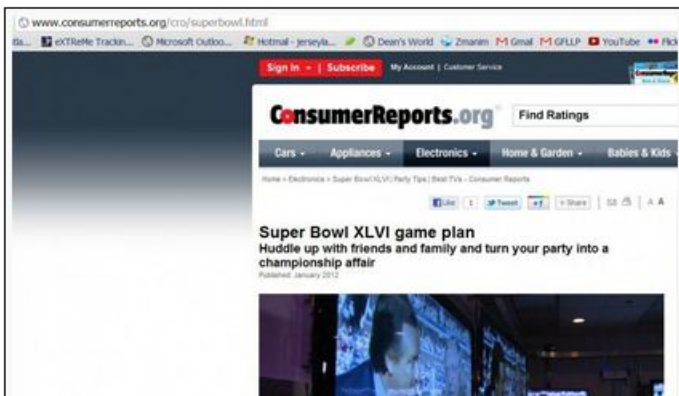 www.consumerreports.org/cro/superbowl.html
eXTReMe Trackin... Microsoft Outloo... Hotmail - jerseyla... Dean's World Zmanim Gmail GFLLP YouTube
Sign In Subscribe My Account | Customer Service
ConsumerReports.org Find Ratings
Cars Appliances Electronics Home & Garden Babies & Kids
Home > Electronics > Super Bowl XLVI | Party Tips | Best TVs - Consumer Reports
Like 1 Tweet +1 + Share A A
Super Bowl XLVI game plan
Huddle up with friends and family and turn your party into a
championship affair
Published: January 2012